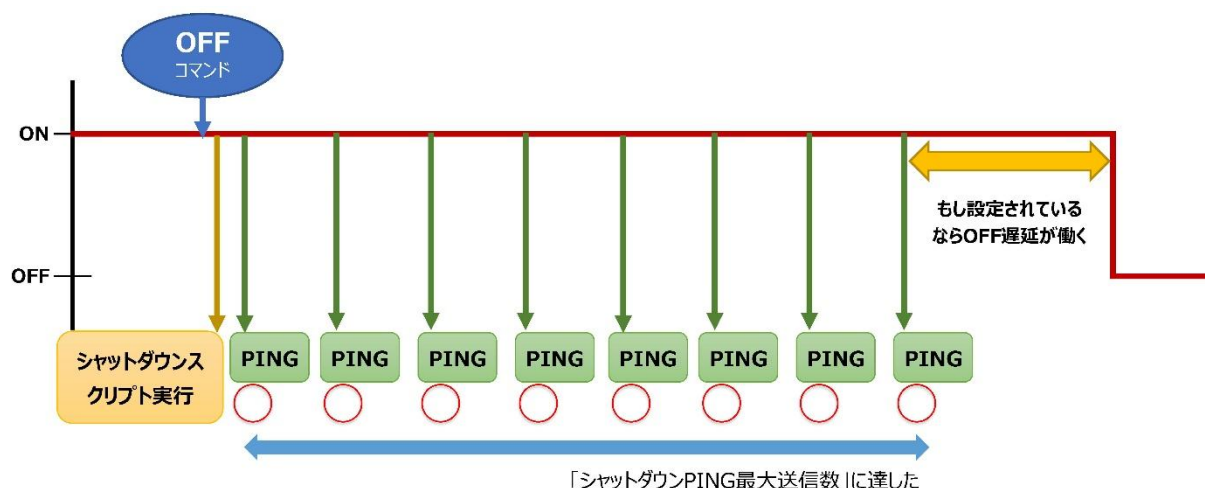 OFF
コマンド
ON
もし設定されている
ならOFF遅延が働く
OFF
シャットダウンス
クリプト実行
PING
PING
PING
PING
PING
PING
PING
PING
「シャットダウンPING最大送信数」に達した